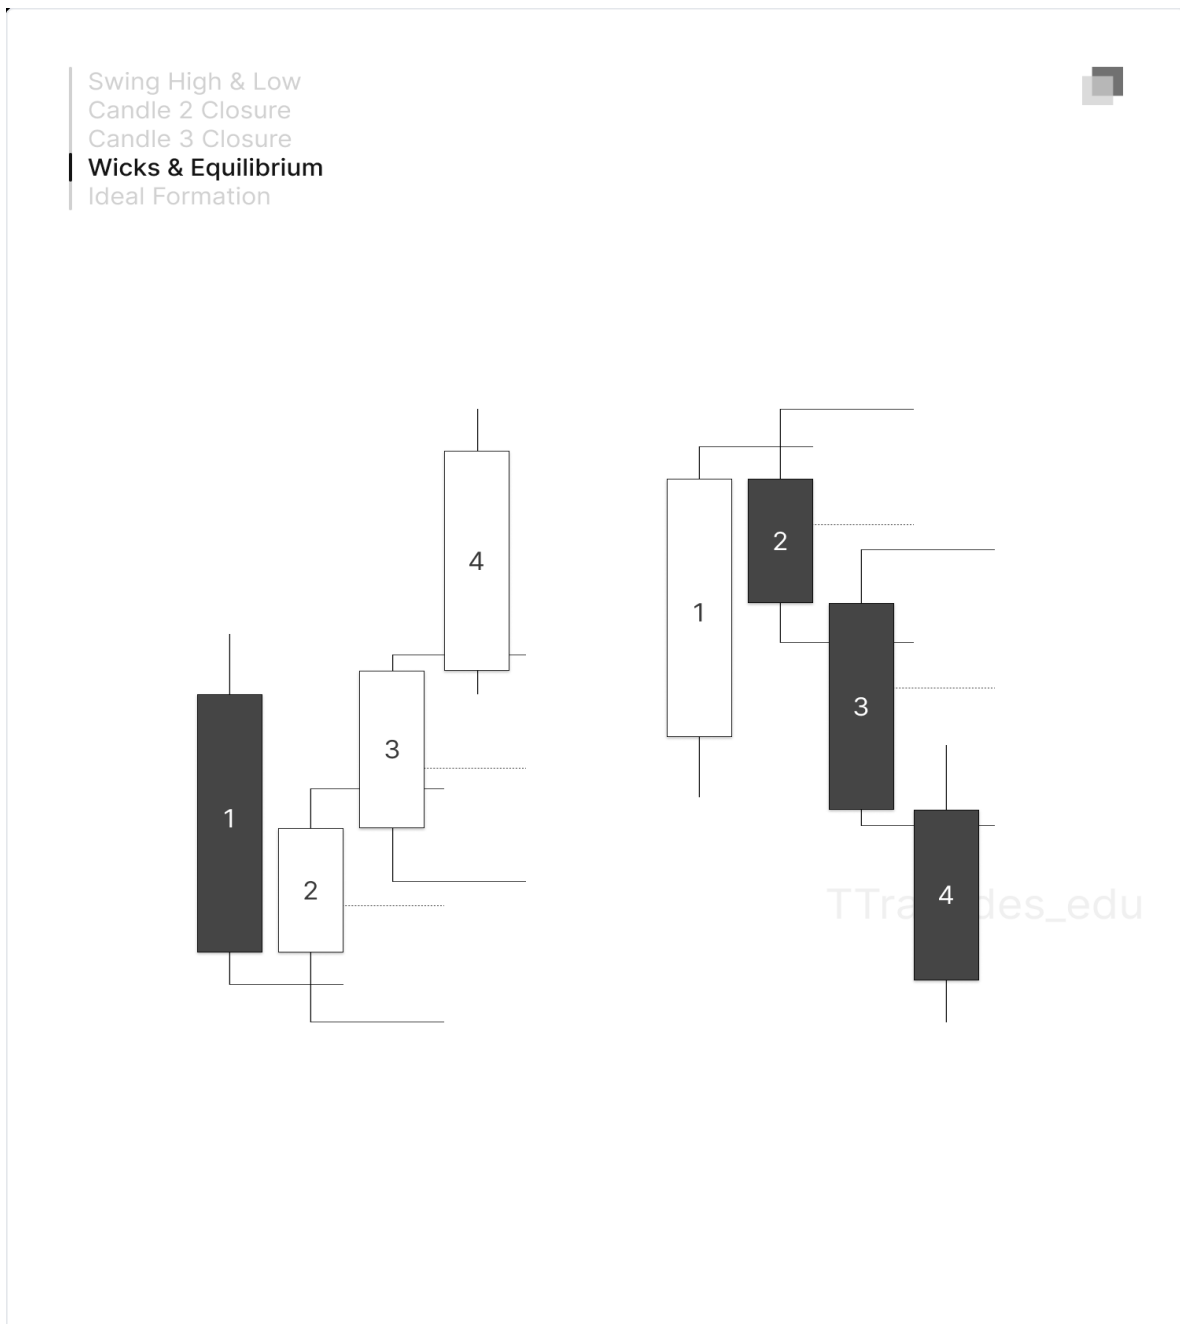 Swing High & Low
Candle 2 Closure
Candle 3 Closure
Wicks & Equilibrium
Ideal Formation
4
3
1
2
2
1
3
4